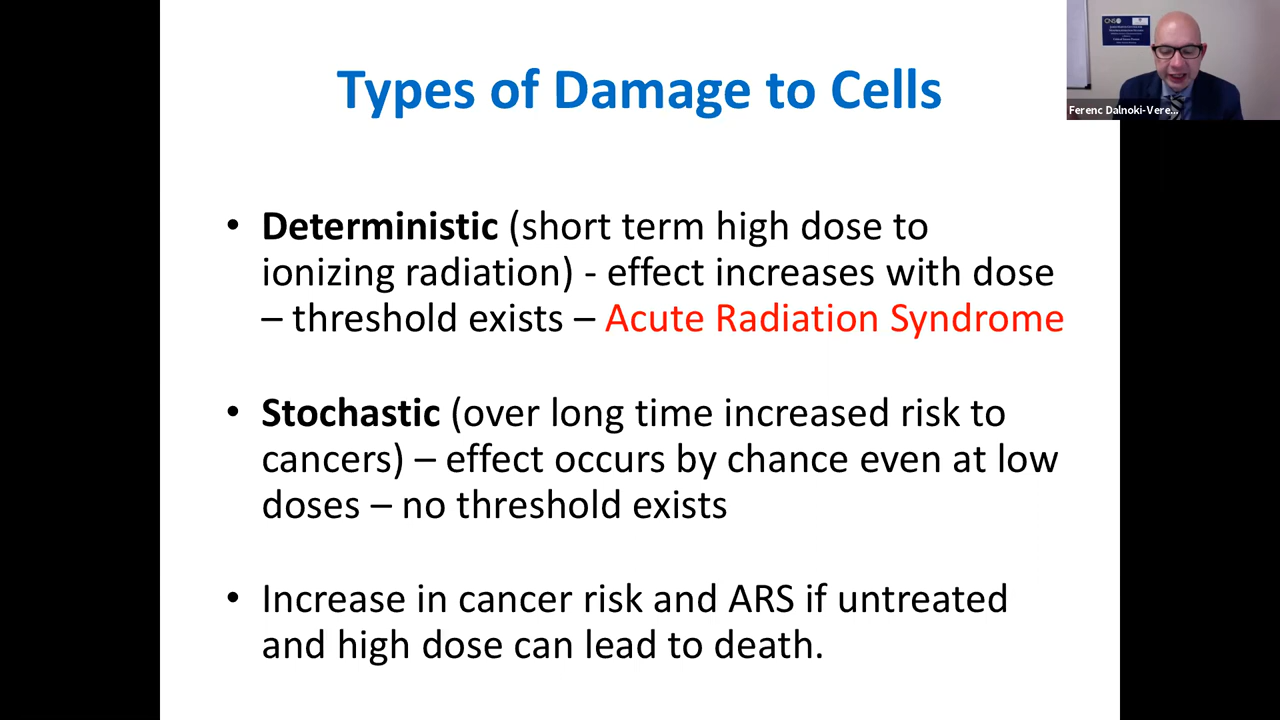 Types of Damage to Cells
Ferenc Dalnoki-Vere...
• Deterministic (short term high dose to
ionizing radiation) - effect increases with dose
– threshold exists – Acute Radiation Syndrome
• Stochastic (over long time increased risk to
cancers) – effect occurs by chance even at low
doses – no threshold exists
• Increase in cancer risk and ARS if untreated
and high dose can lead to death.